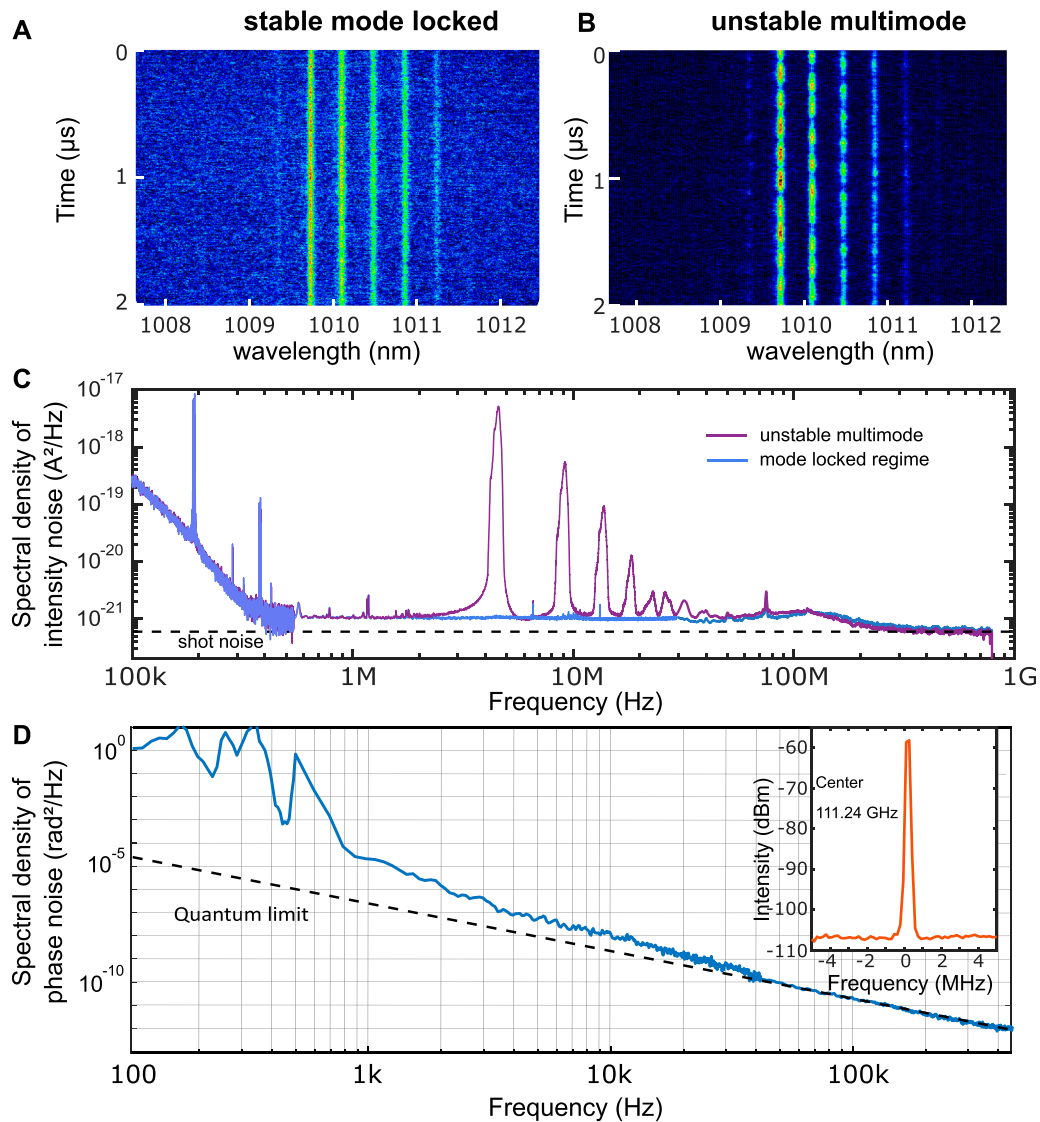 A stable mode locked
B unstable multimode
0
1
2
Time (µs)
1008 1009 1010 1011 1012
wavelength (nm)
0
1
2
Time (µs)
1008 1009 1010 1011 1012
wavelength (nm)
C
Spectral density of
intensity noise (A²/Hz)
10-17
10-18
10-19
10-20
10-21
unstable multimode
mode locked regime
shot noise
100k 1M 10M 100M 1G
Frequency (Hz)
D
Spectral density of
phase noise (rad²/Hz)
10^0
10^-5
10^-10
Quantum limit
100 1k 10k 100k
Frequency (Hz)
Intensity (dBm)
-60
-70
-80
-90
-100
-110
Center
111.24 GHz
-4 -2 0 2 4
Frequency (MHz)